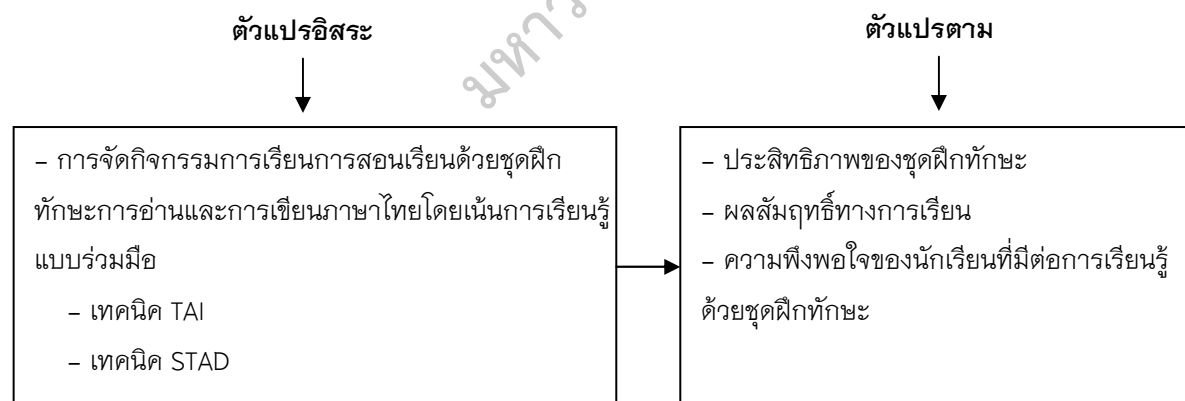 ตัวแปรอิสระ
ตัวแปรตาม
มหาว
– การจัดกิจกรรมการเรียนการสอนเรียนด้วยชุดฝึก
ทักษะการอ่านและการเขียนภาษาไทยโดยเน้นการเรียนรู้
แบบร่วมมือ
– เทคนิค TAI
– เทคนิค STAD
– ประสิทธิภาพของชุดฝึกทักษะ
– ผลสัมฤทธิ์ทางการเรียน
– ความพึงพอใจของนักเรียนที่มีต่อการเรียนรู้
ด้วยชุดฝึกทักษะ